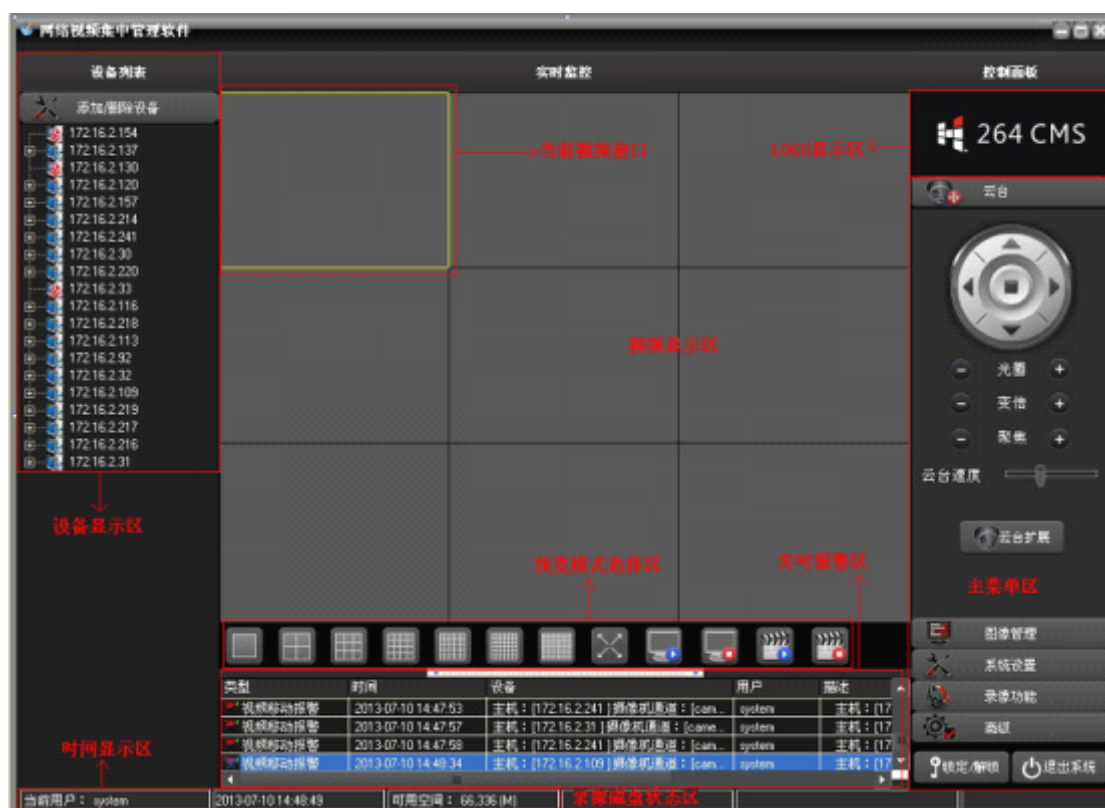 网络视频集中管理软件
设备列表
实时监控
控制面板
添加/删除设备
172.16.2.154
172.16.2.137
172.16.2.130
172.16.2.120
172.16.2.157
172.16.2.214
172.16.2.241
172.16.2.30
172.16.2.220
172.16.2.33
172.16.2.116
172.16.2.218
172.16.2.113
172.16.2.92
172.16.2.32
172.16.2.109
172.16.2.219
172.16.2.217
172.16.2.216
172.16.2.31
设备显示区
当前视频窗口
LOGO显示区
264 CMS
云台
视频显示区
光圈
变倍
聚焦
云台速度
云台扩展
预览模式选择区
实时报警区
主菜单区
图像管理
系统设置
录像功能
高级
锁定/解锁
退出系统
类型 时间 设备 用户 描述
视频移动报警 2013-07-10 14:47:53 主机：[172.16.2.241] 摄像机通道：[cam... system 主机：[17
视频移动报警 2013-07-10 14:47:57 主机：[172.16.2.31] 摄像机通道：[came... system 主机：[17
视频移动报警 2013-07-10 14:47:58 主机：[172.16.2.241] 摄像机通道：[cam... system 主机：[17
视频移动报警 2013-07-10 14:48:34 主机：[172.16.2.109] 摄像机通道：[cam... system 主机：[17
时间显示区
当前用户：system
2013-07-10 14:48:49
可用空间：66,336 (M)
录像磁盘状态区